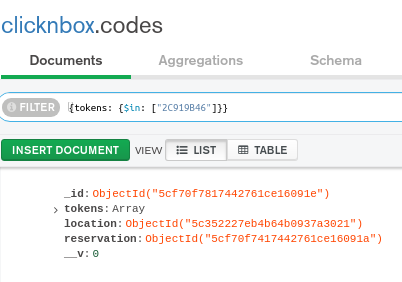 clicknbox.codes
Documents Aggregations Schema
FILTER {tokens: {$in: ["2C919B46"]}}
INSERT DOCUMENT VIEW LIST TABLE
_id: ObjectId("5cf70f7817442761ce16091e")
tokens: Array
location: ObjectId("5c352227eb4b64b0937a3021")
reservation: ObjectId("5cf70f7417442761ce16091a")
__v: 0